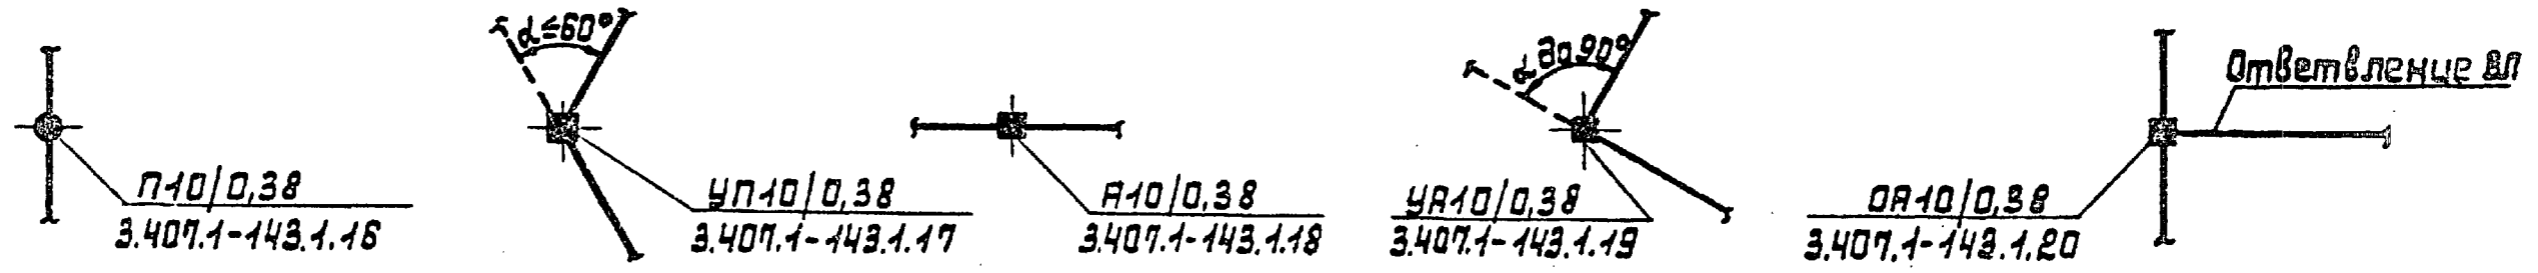 α≤60°
α до 90°
Ответвление ВЛ
П10/0,38
3.407.1-143.1.16
УП10/0,38
3.407.1-143.1.17
А10/0,38
3.407.1-143.1.18
УА10/0,38
3.407.1-143.1.19
ОА10/0,38
3.407.1-143.1.20